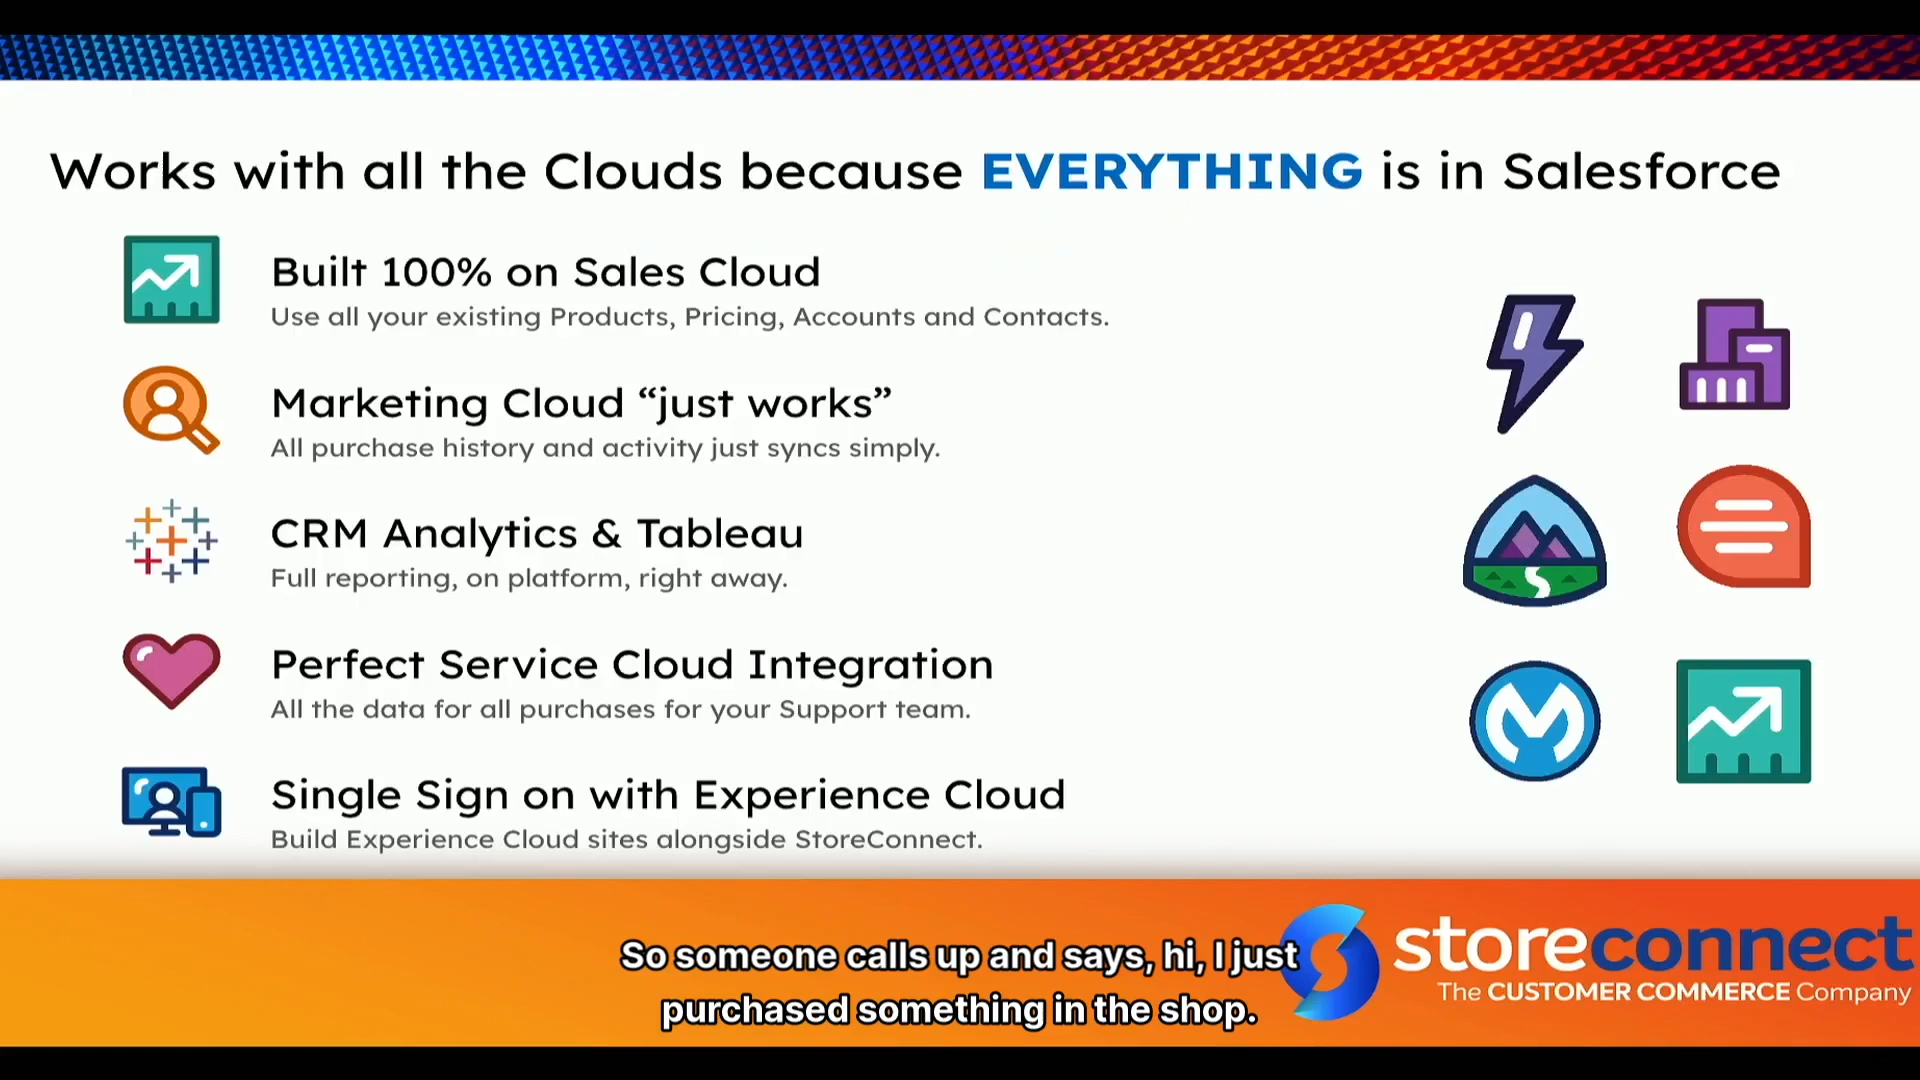 Works with all the Clouds because EVERYTHING is in Salesforce
Built 100% on Sales Cloud
Use all your existing Products, Pricing, Accounts and Contacts.
Marketing Cloud “just works”
All purchase history and activity just syncs simply.
CRM Analytics & Tableau
Full reporting, on platform, right away.
Perfect Service Cloud Integration
All the data for all purchases for your Support team.
Single Sign on with Experience Cloud
Build Experience Cloud sites alongside StoreConnect.
So someone calls up and says, hi, I just
purchased something in the shop.
storeconnect
The CUSTOMER COMMERCE Company